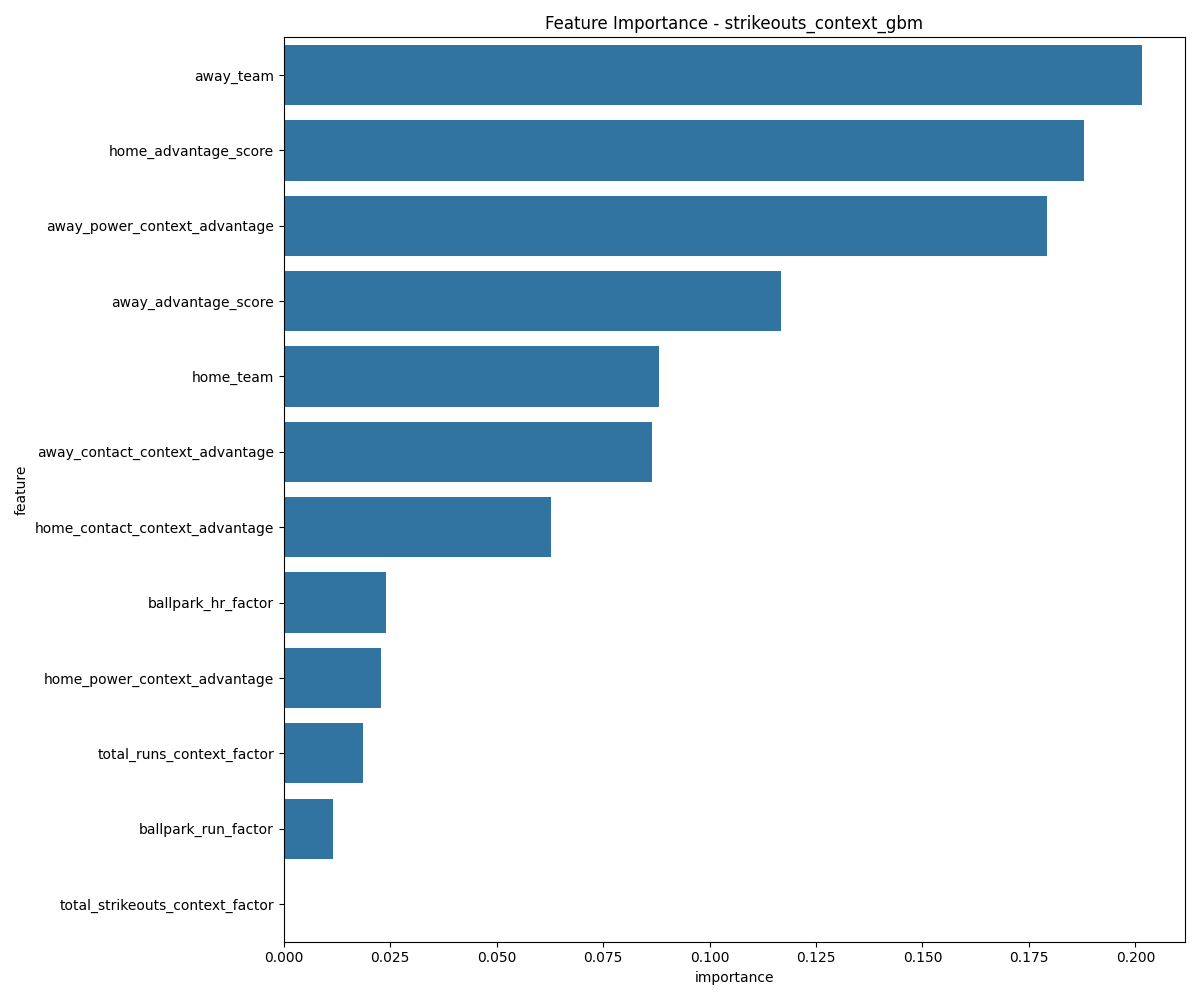 Feature Importance - strikeouts_context_gbm
away_team
home_advantage_score
away_power_context_advantage
away_advantage_score
home_team
away_contact_context_advantage
home_contact_context_advantage
ballpark_hr_factor
home_power_context_advantage
total_runs_context_factor
ballpark_run_factor
total_strikeouts_context_factor
feature
0.000 0.025 0.050 0.075 0.100 0.125 0.150 0.175 0.200
importance